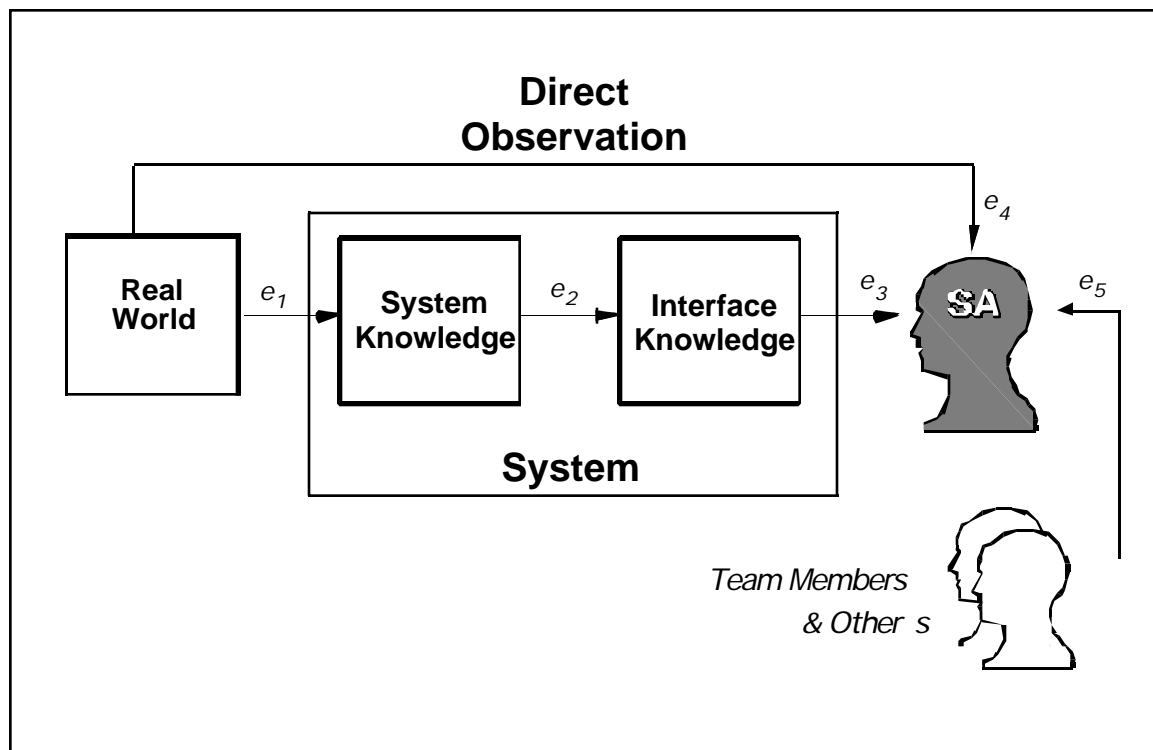 Direct
Observation
e4
Real
World
e1
System
Knowledge
e2
Interface
Knowledge
e3
SA
e5
System
Team Members
& Other s